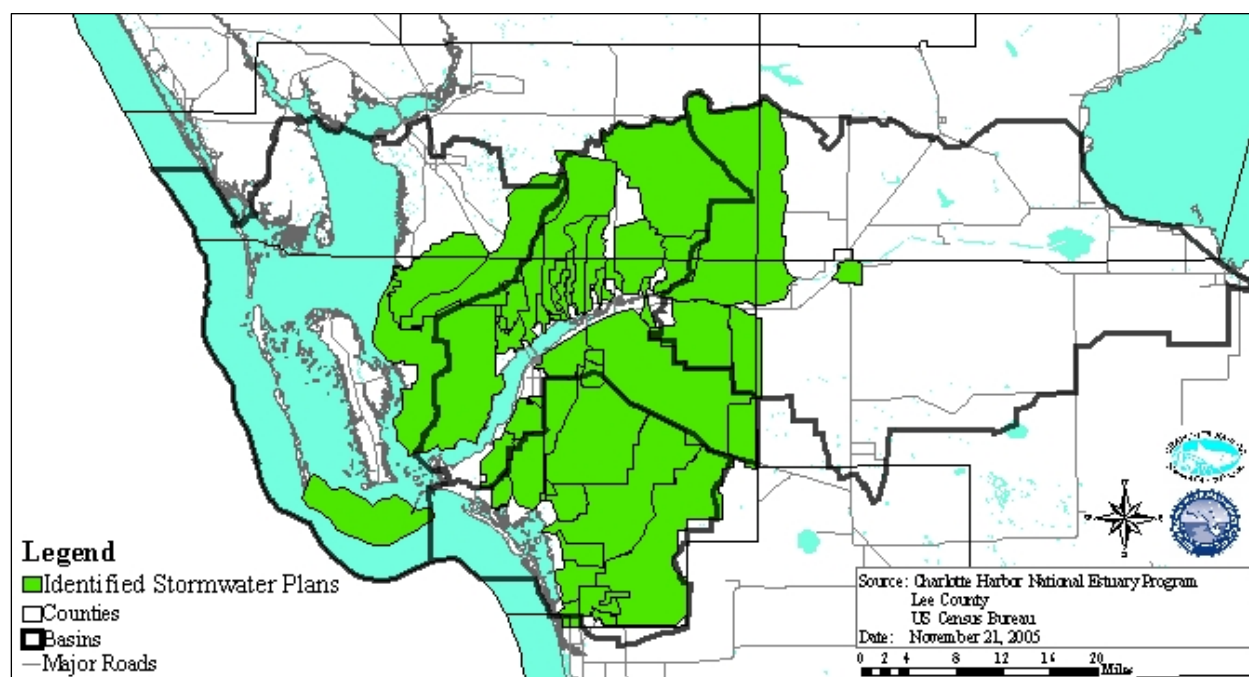 Legend
Identified Stormwater Plans
Counties
Basins
Major Roads
Source: Charlotte Harbor National Estuary Program
Lee County
US Census Bureau
Date: November 21, 2005
0 2 4 8 12 16 20
Miles